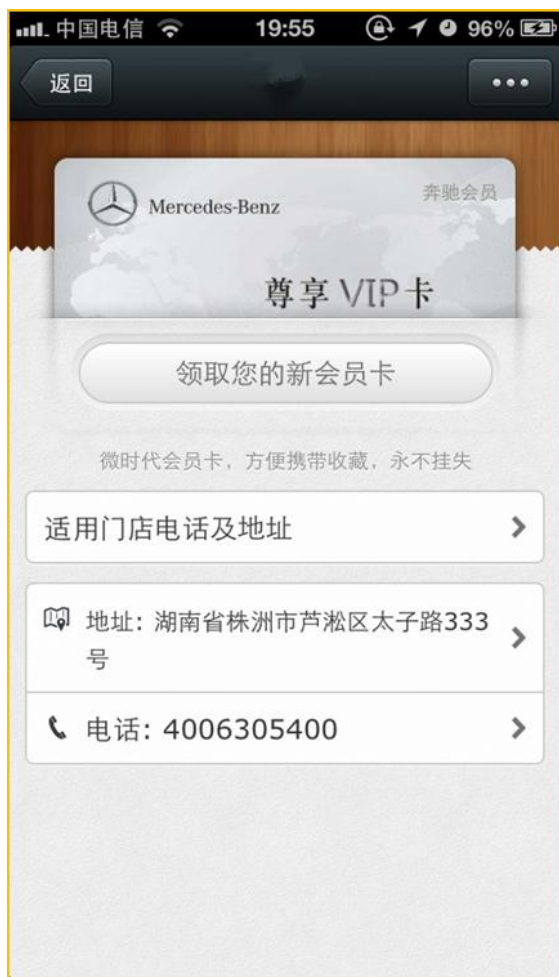 中国电信 19:55 96%
返回
Mercedes-Benz
奔驰会员
尊享 VIP卡
领取您的新会员卡
微时代会员卡，方便携带收藏，永不挂失
适用门店电话及地址
地址: 湖南省株洲市芦淞区太子路333
号
电话: 4006305400